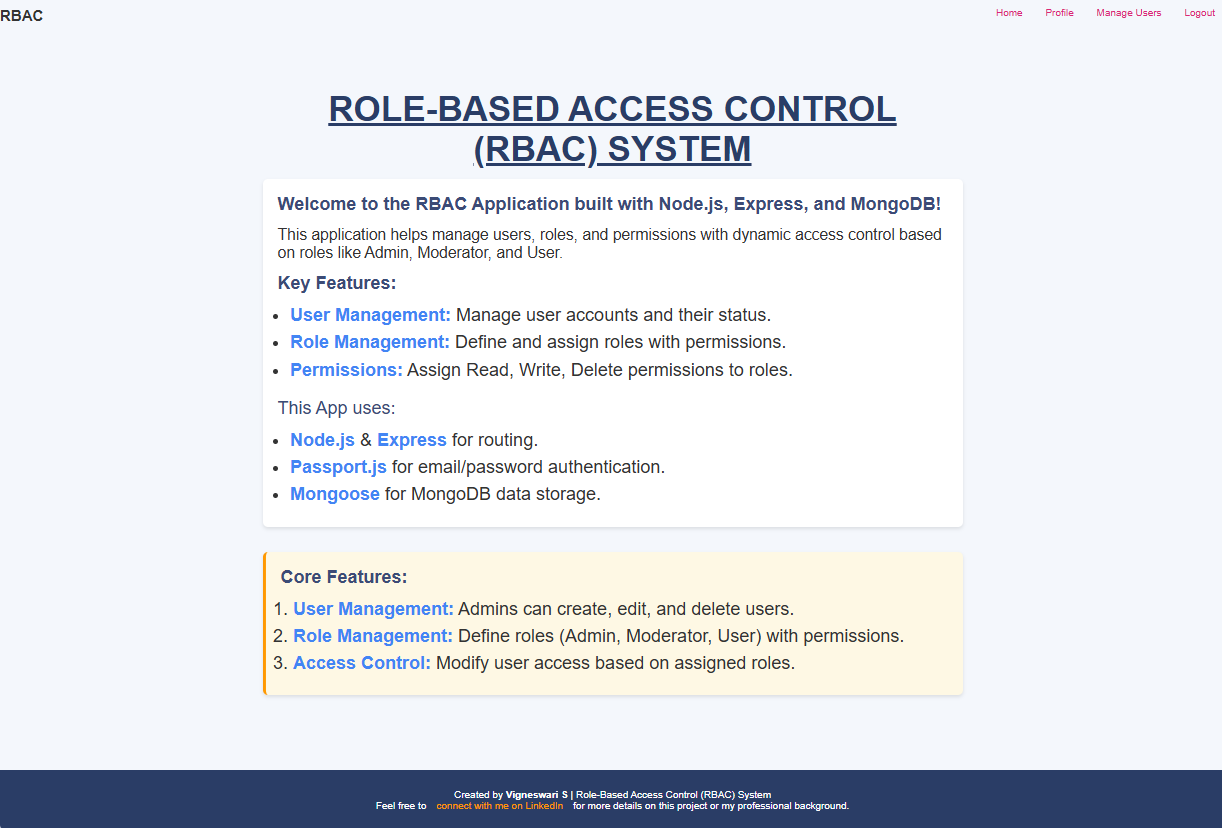 RBAC
Home Profile Manage Users Logout
ROLE-BASED ACCESS CONTROL
(RBAC) SYSTEM
Welcome to the RBAC Application built with Node.js, Express, and MongoDB!
This application helps manage users, roles, and permissions with dynamic access control based
on roles like Admin, Moderator, and User.
Key Features:
• User Management: Manage user accounts and their status.
• Role Management: Define and assign roles with permissions.
• Permissions: Assign Read, Write, Delete permissions to roles.
This App uses:
• Node.js & Express for routing.
• Passport.js for email/password authentication.
• Mongoose for MongoDB data storage.
Core Features:
1. User Management: Admins can create, edit, and delete users.
2. Role Management: Define roles (Admin, Moderator, User) with permissions.
3. Access Control: Modify user access based on assigned roles.
Created by Vigneswari S | Role-Based Access Control (RBAC) System
Feel free to connect with me on LinkedIn for more details on this project or my professional background.